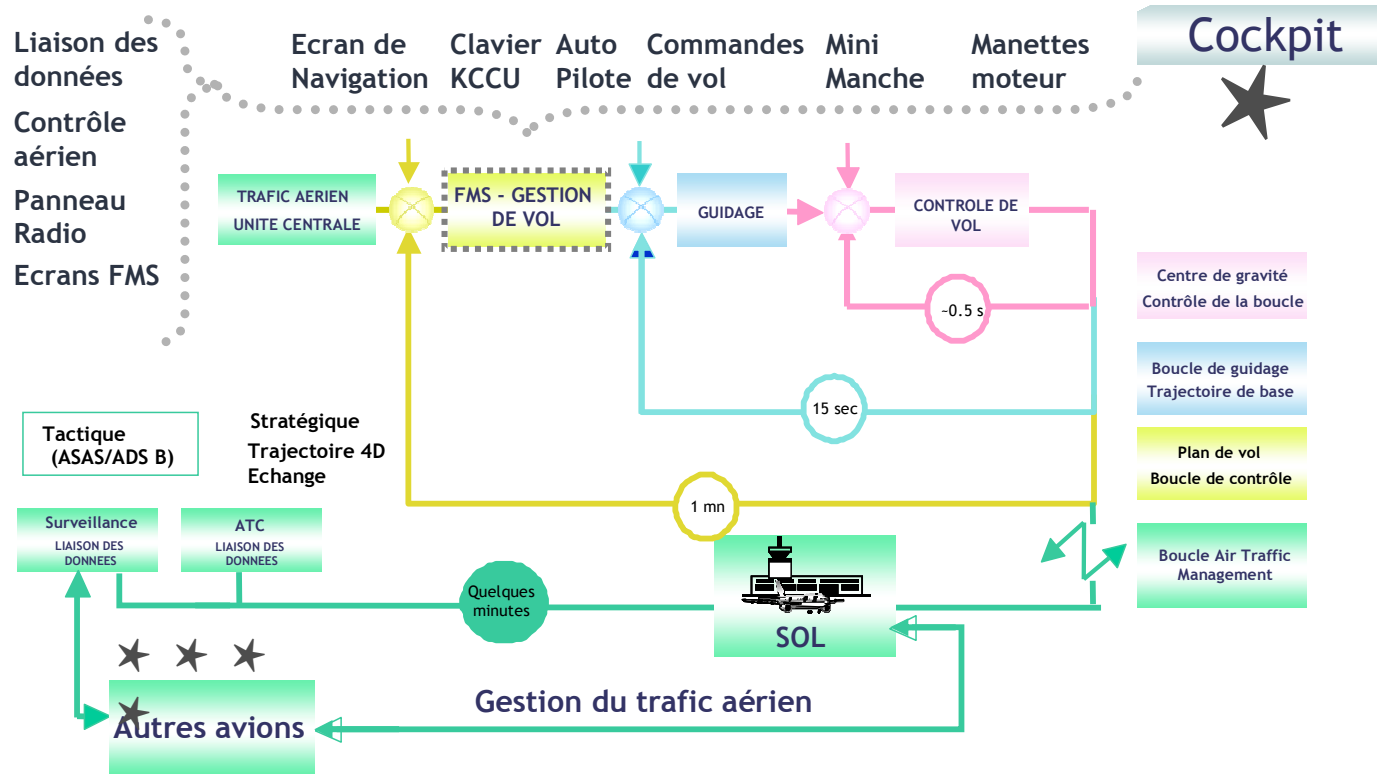 Cockpit
Liaison des
données
Contrôle
aérien
Panneau
Radio
Ecrans FMS
Ecran de
Navigation
Clavier
KCCU
Auto
Pilote
Commandes
de vol
Mini
Manche
Manettes
moteur
TRAFIC AERIEN
UNITE CENTRALE
FMS - GESTION
DE VOL
GUIDAGE
CONTROLE DE
VOL
~0.5 s
15 sec
1 mn
Centre de gravité
Contrôle de la boucle
Boucle de guidage
Trajectoire de base
Plan de vol
Boucle de contrôle
Boucle Air Traffic
Management
Tactique
(ASAS/ADS B)
Stratégique
Trajectoire 4D
Echange
Surveillance
LIAISON DES
DONNEES
ATC
LIAISON DES
DONNEES
Quelques
minutes
SOL
Autres avions
Gestion du trafic aérien